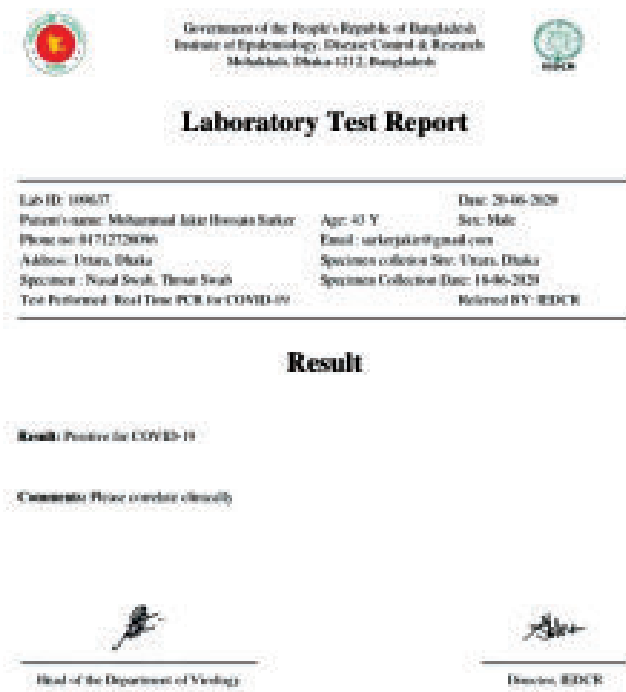 Government of the People's Republic of Bangladesh
Institute of Epidemiology, Disease Control & Research
Mohakhali, Dhaka-1212, Bangladesh
IEDCR
Laboratory Test Report
Lab ID:
Date: 20-06-2020
Patient's name: Mohammad Jakir Hossain Sarker
Age: 43 Y
Sex: Male
Phone no:
Email:
Address: Uttara, Dhaka
Specimen colletion Site: Uttara, Dhaka
Specimen : Nasal Swab, Throat Swab
Specimen Collection Date:
Test Performed: Real Time PCR for COVID-19
Referred BY: IEDCR
Result
Result: Positive for COVID-19
Comments: Please correlate clinically
Head of the Department of Virology
Director, IEDCR